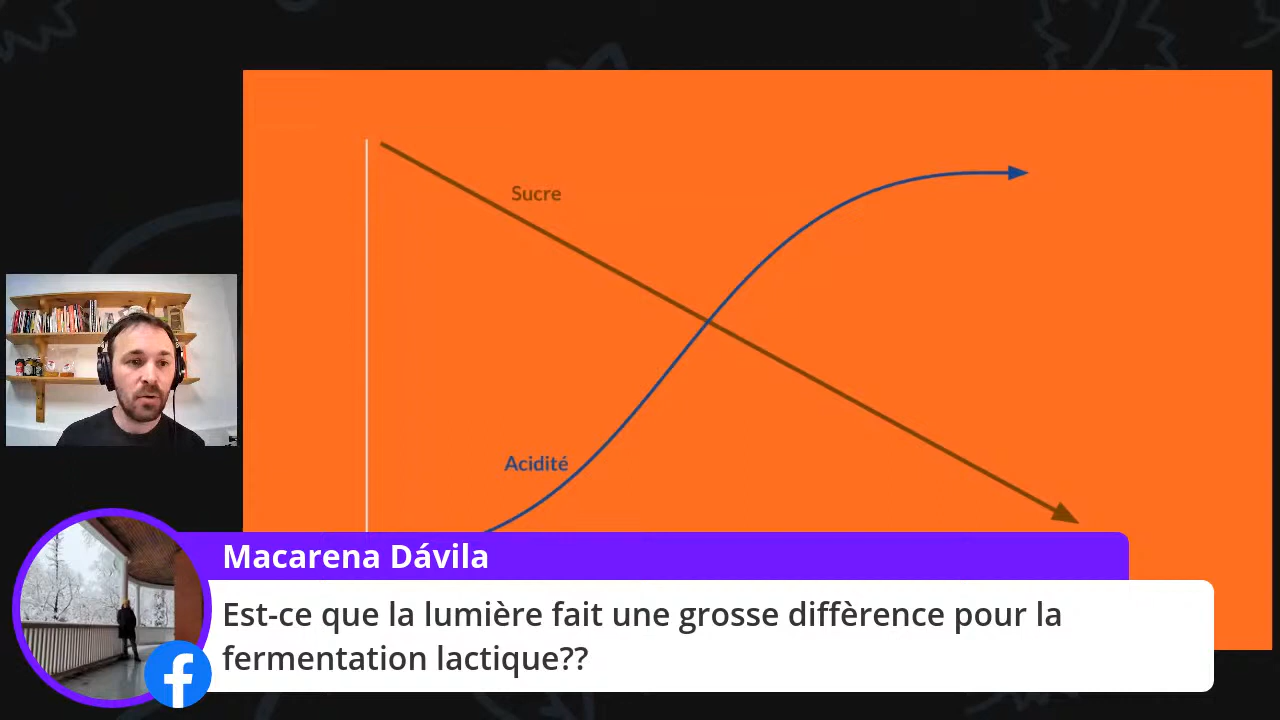 Sucre
Acidité
Macarena Dávila
Est-ce que la lumière fait une grosse diffèrence pour la
fermentation lactique??